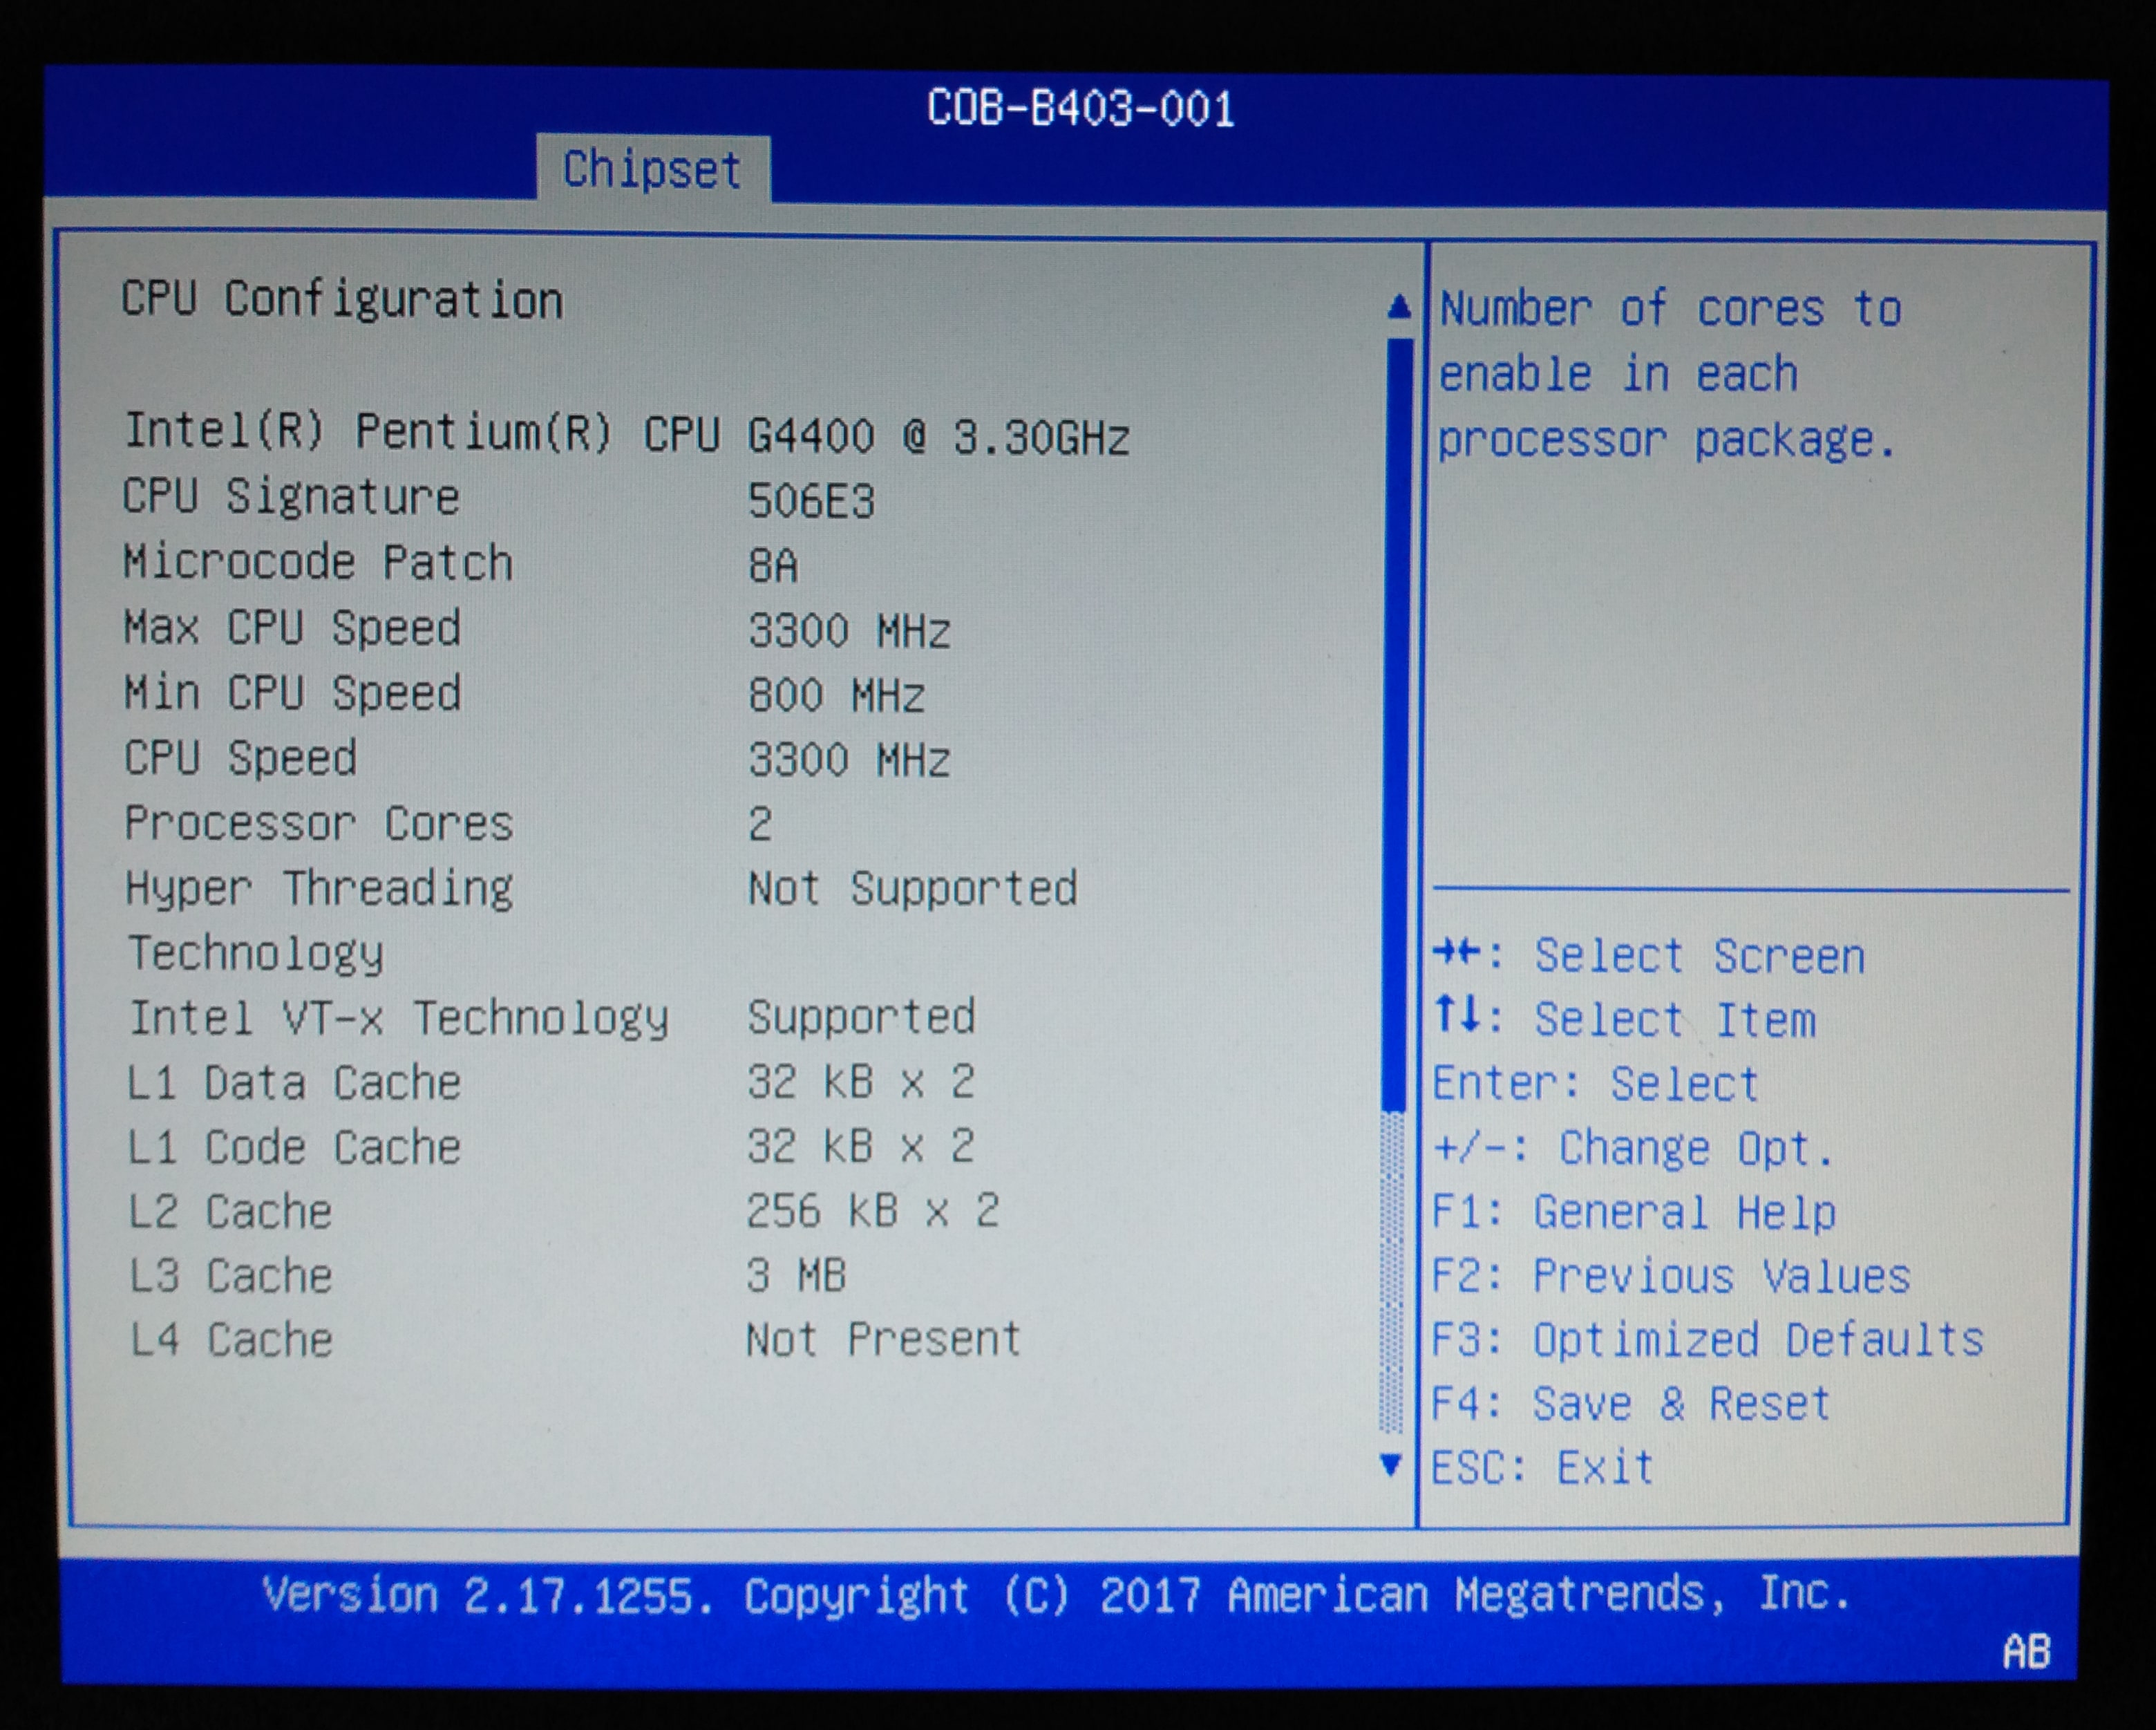 COB-B403-001
Chipset
CPU Configuration
Intel(R) Pentium(R) CPU G4400 @ 3.30GHz
CPU Signature 506E3
Microcode Patch 8A
Max CPU Speed 3300 MHz
Min CPU Speed 800 MHz
CPU Speed 3300 MHz
Processor Cores 2
Hyper Threading Not Supported
Technology
Intel VT-x Technology Supported
L1 Data Cache 32 kB x 2
L1 Code Cache 32 kB x 2
L2 Cache 256 kB x 2
L3 Cache 3 MB
L4 Cache Not Present
Number of cores to
enable in each
processor package.
→←: Select Screen
↑↓: Select Item
Enter: Select
+/-: Change Opt.
F1: General Help
F2: Previous Values
F3: Optimized Defaults
F4: Save & Reset
ESC: Exit
Version 2.17.1255. Copyright (C) 2017 American Megatrends, Inc.
AB